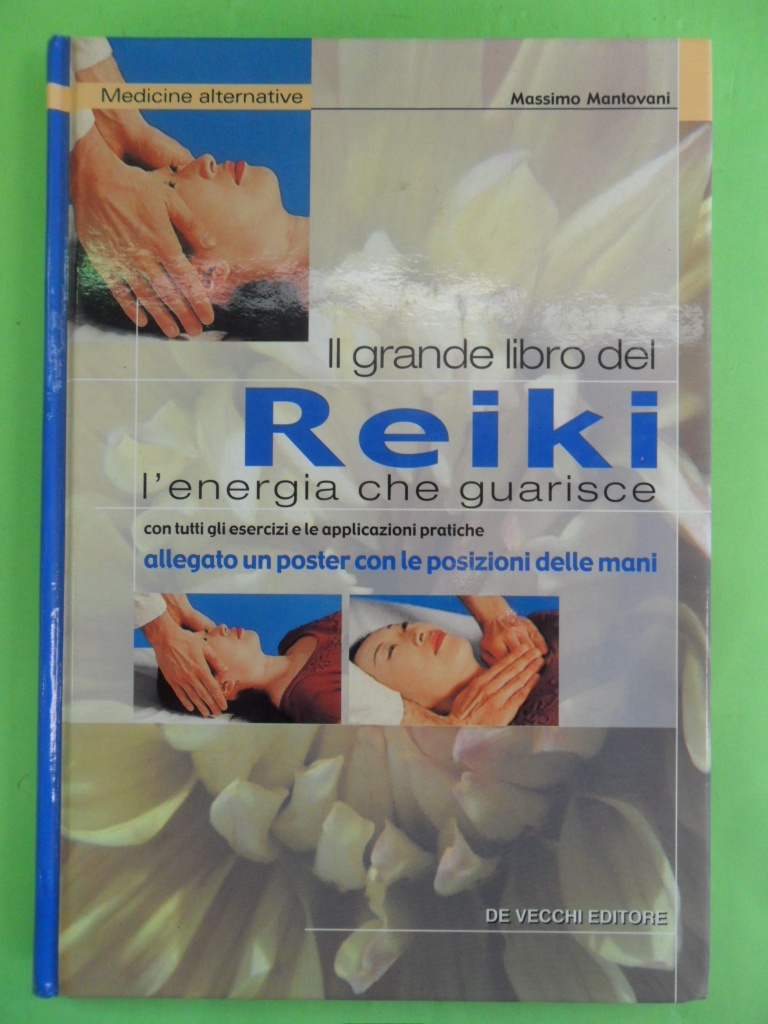 Medicine alternative
Massimo Mantovani
Il grande libro del
Reiki
l'energia che guarisce
con tutti gli esercizi e le applicazioni pratiche
allegato un poster con le posizioni delle mani
DE VECCHI EDITORE